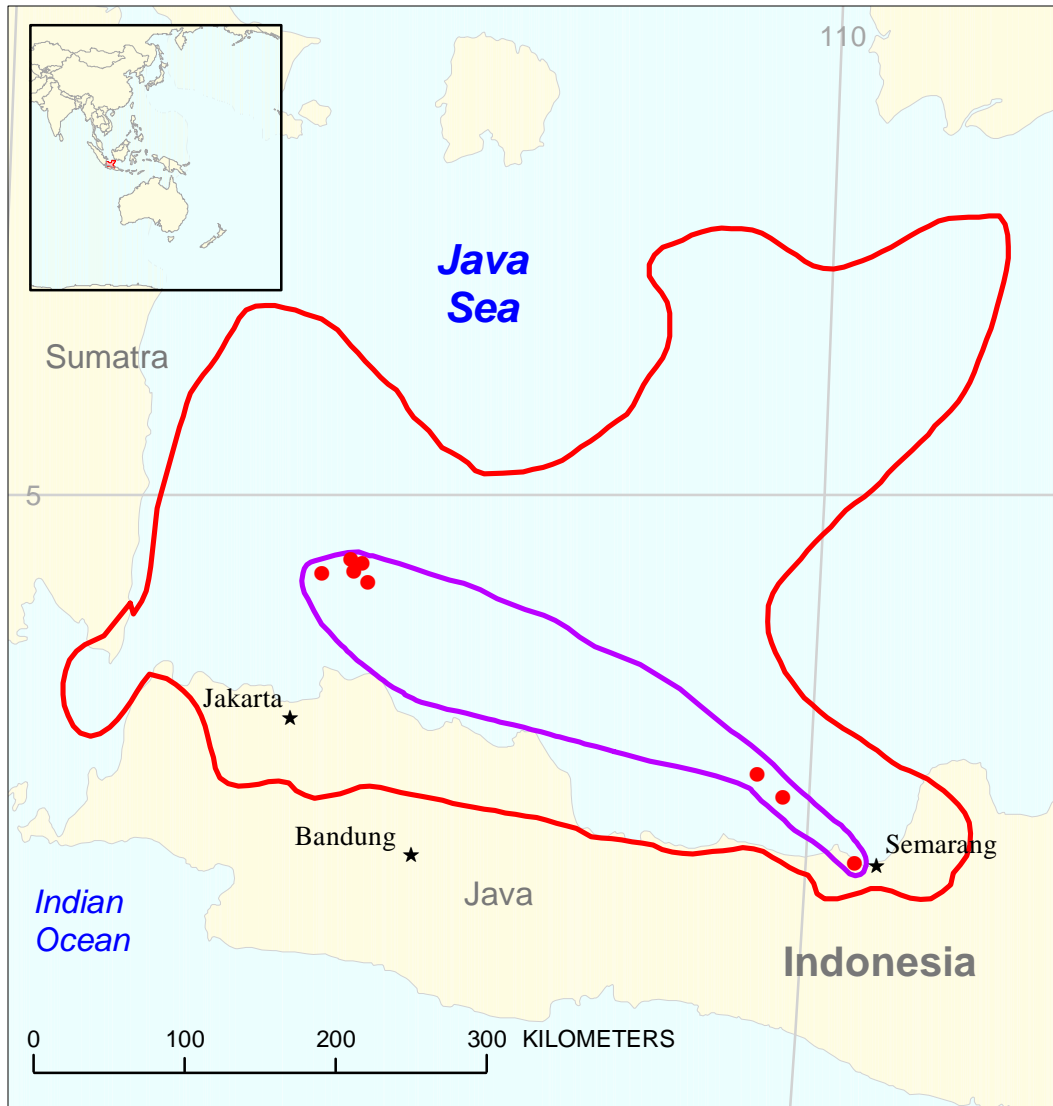 110
Java
Sea
Sumatra
5
Jakarta
Bandung
Semarang
Java
Indian
Ocean
Indonesia
0 100 200 300 KILOMETERS